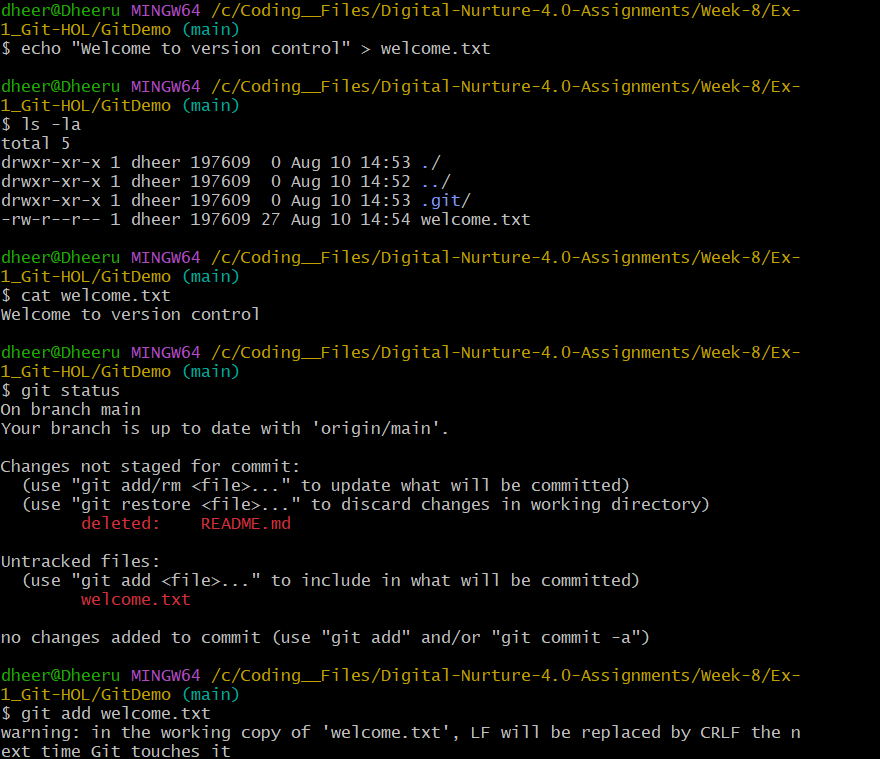 dheer@Dheeru MINGW64 /c/Coding__Files/Digital-Nurture-4.0-Assignments/Week-8/Ex-
1_Git-HOL/GitDemo (main)
$ echo "Welcome to version control" > welcome.txt

dheer@Dheeru MINGW64 /c/Coding__Files/Digital-Nurture-4.0-Assignments/Week-8/Ex-
1_Git-HOL/GitDemo (main)
$ ls -la
total 5
drwxr-xr-x 1 dheer 197609  0 Aug 10 14:53 ./
drwxr-xr-x 1 dheer 197609  0 Aug 10 14:52 ../
drwxr-xr-x 1 dheer 197609  0 Aug 10 14:53 .git/
-rw-r--r-- 1 dheer 197609 27 Aug 10 14:54 welcome.txt

dheer@Dheeru MINGW64 /c/Coding__Files/Digital-Nurture-4.0-Assignments/Week-8/Ex-
1_Git-HOL/GitDemo (main)
$ cat welcome.txt
Welcome to version control

dheer@Dheeru MINGW64 /c/Coding__Files/Digital-Nurture-4.0-Assignments/Week-8/Ex-
1_Git-HOL/GitDemo (main)
$ git status
On branch main
Your branch is up to date with 'origin/main'.

Changes not staged for commit:
  (use "git add/rm <file>..." to update what will be committed)
  (use "git restore <file>..." to discard changes in working directory)
        deleted:    README.md

Untracked files:
  (use "git add <file>..." to include in what will be committed)
        welcome.txt

no changes added to commit (use "git add" and/or "git commit -a")

dheer@Dheeru MINGW64 /c/Coding__Files/Digital-Nurture-4.0-Assignments/Week-8/Ex-
1_Git-HOL/GitDemo (main)
$ git add welcome.txt
warning: in the working copy of 'welcome.txt', LF will be replaced by CRLF the n
ext time Git touches it